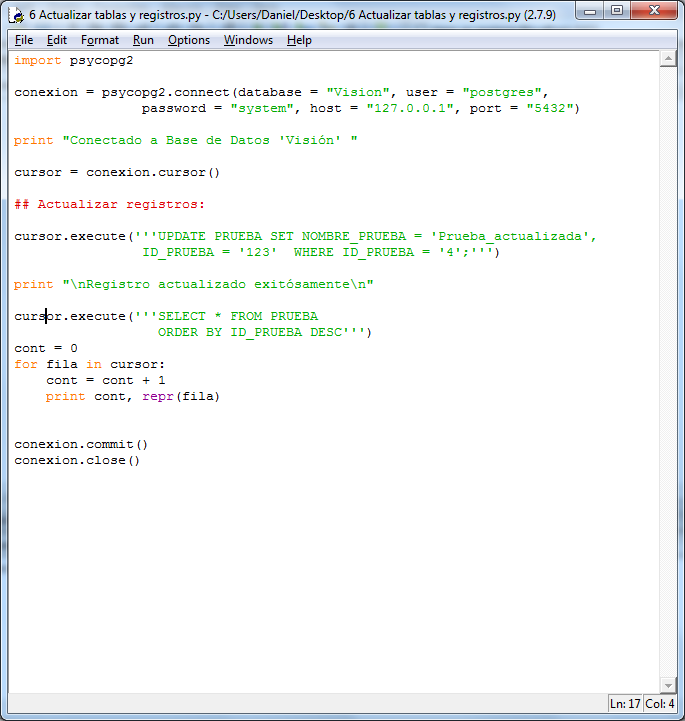 6 Actualizar tablas y registros.py - C:/Users/Daniel/Desktop/6 Actualizar tablas y registros.py (2.7.9)
File Edit Format Run Options Windows Help
import psycopg2
conexion = psycopg2.connect(database = "Vision", user = "postgres",
                password = "system", host = "127.0.0.1", port = "5432")
print "Conectado a Base de Datos 'Visión' "
cursor = conexion.cursor()
## Actualizar registros:
cursor.execute('''UPDATE PRUEBA SET NOMBRE_PRUEBA = 'Prueba_actualizada',
                ID_PRUEBA = '123'  WHERE ID_PRUEBA = '4';''')
print "\nRegistro actualizado exitósamente\n"
cursor.execute('''SELECT * FROM PRUEBA
                  ORDER BY ID_PRUEBA DESC''')
cont = 0
for fila in cursor:
    cont = cont + 1
    print cont, repr(fila)
conexion.commit()
conexion.close()
Ln: 17 Col: 4